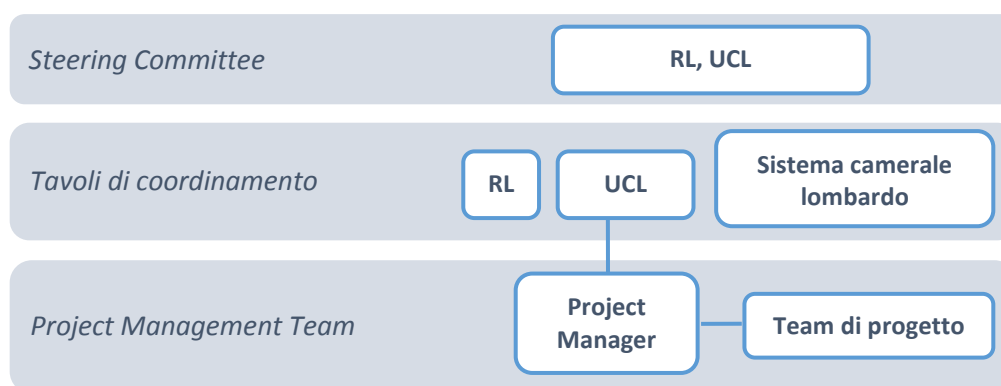 Steering Committee
RL, UCL
Tavoli di coordinamento
RL
UCL
Sistema camerale
lombardo
Project Management Team
Project
Manager
Team di progetto